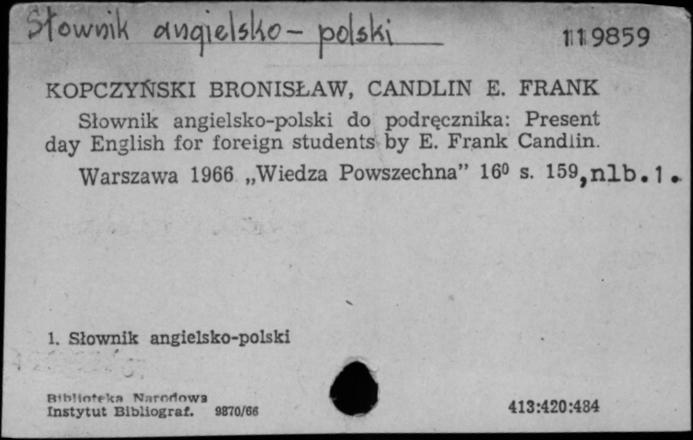 Słownik angielsko-polski
119859
KOPCZYŃSKI BRONISŁAW, CANDLIN E. FRANK
Słownik angielsko-polski do podręcznika: Present
day English for foreign students by E. Frank Candlin.
Warszawa 1966 „Wiedza Powszechna” 16⁰ s. 159,nlb.1.
1. Słownik angielsko-polski
Biblioteka Narodowa
Instytut Bibliograf. 9870/66
413:420:484